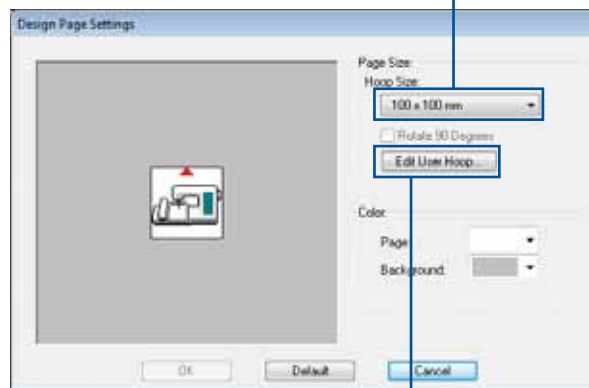 Design Page Settings
Page Size:
Hoop Size:
100 x 100 mm
Rotate 90 Degrees
Edit User Hoop...
Color
Page:
Background:
OK
Default
Cancel